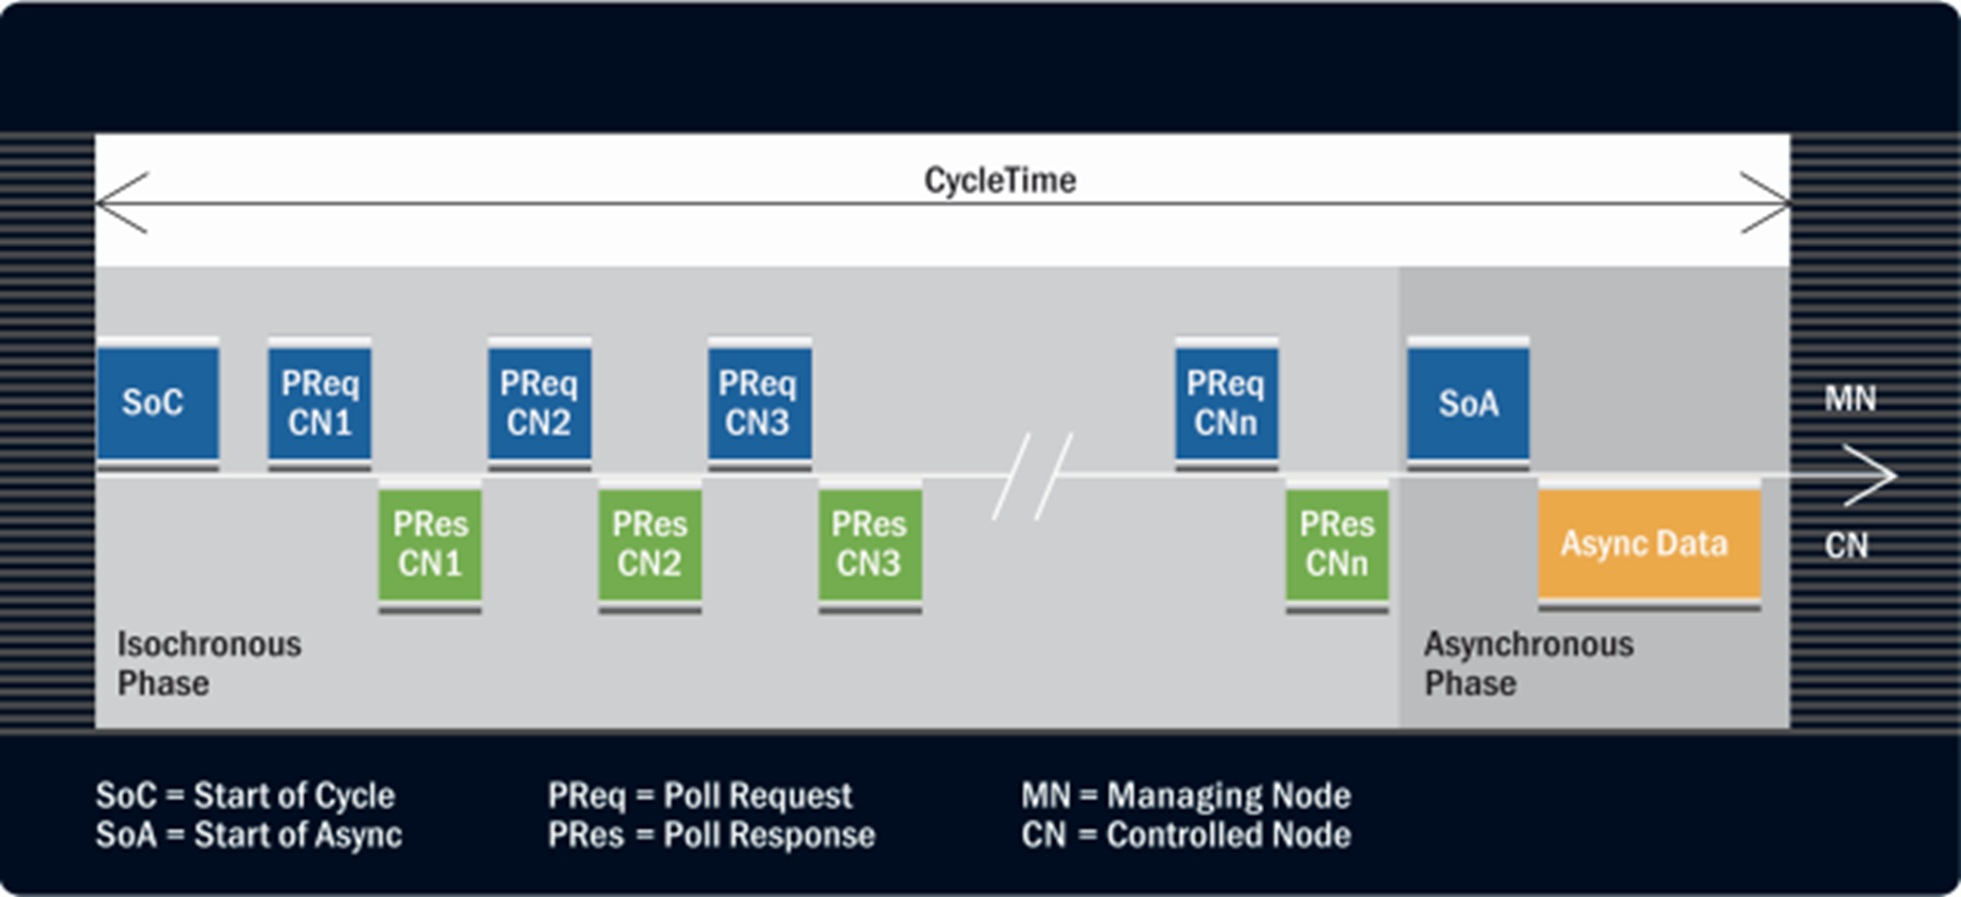 CycleTime
SoC
PReq
CN1
PReq
CN2
PReq
CN3
PReq
CNn
SoA
MN
PRes
CN1
PRes
CN2
PRes
CN3
PRes
CNn
Async Data
CN
Isochronous
Phase
Asynchronous
Phase
SoC = Start of Cycle
SoA = Start of Async
PReq = Poll Request
PRes = Poll Response
MN = Managing Node
CN = Controlled Node